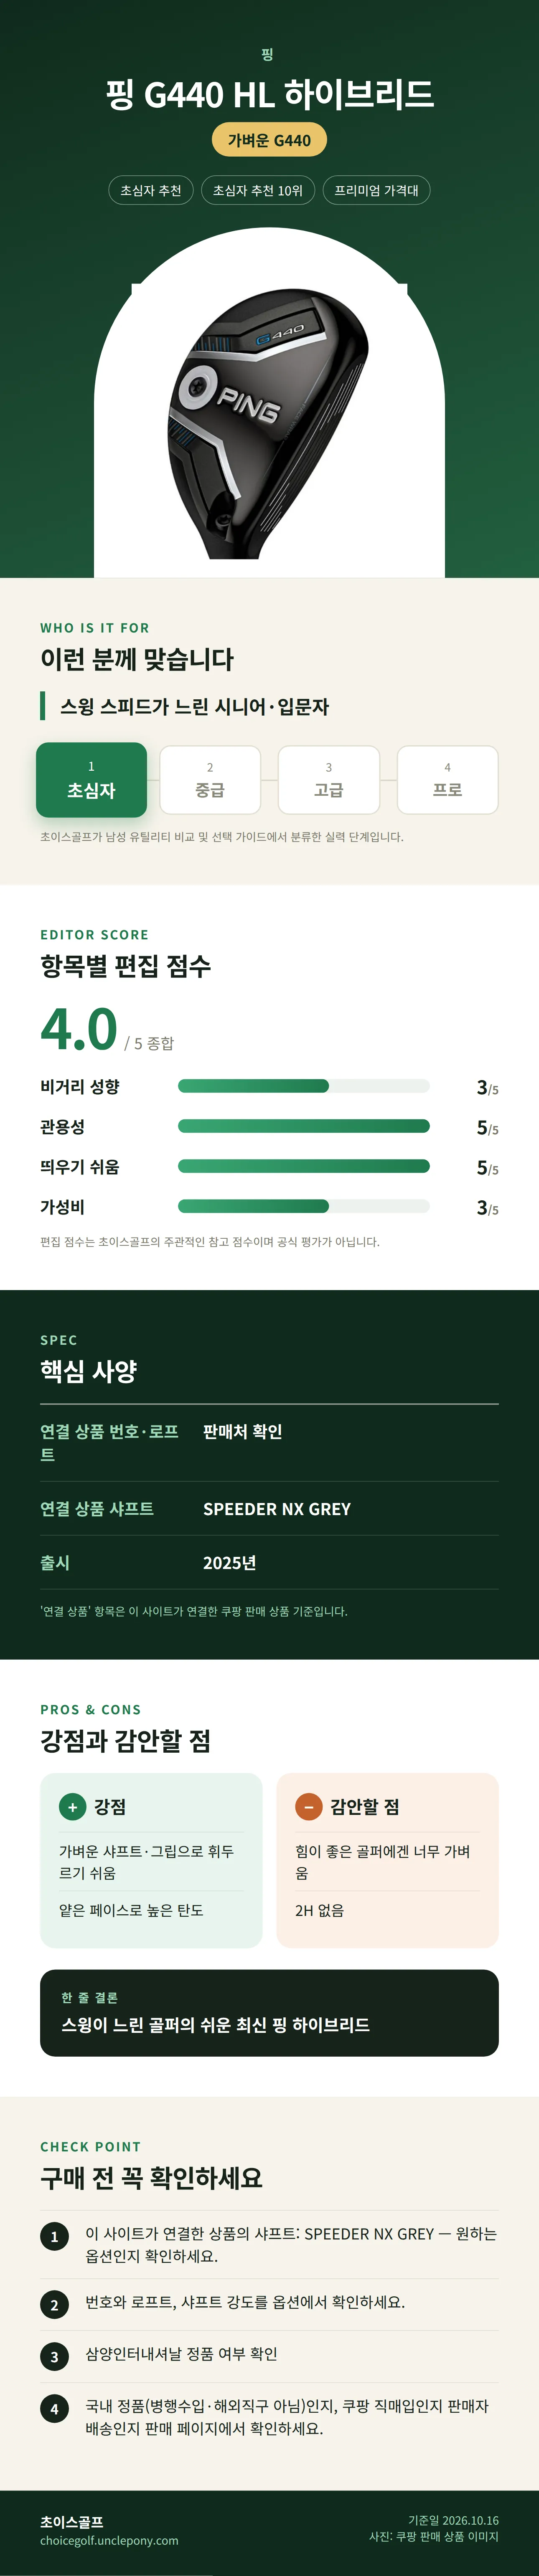 핑
핑 G440 HL 하이브리드
가벼운 G440
초심자 추천
초심자 추천 10위
프리미엄 가격대
G440
PING
WHO IS IT FOR
이런 분께 맞습니다
스윙 스피드가 느린 시니어·입문자
1
초심자
2
중급
3
고급
4
프로
초이스골프가 남성 유틸리티 비교 및 선택 가이드에서 분류한 실력 단계입니다.
EDITOR SCORE
항목별 편집 점수
4.0 / 5 종합
비거리 성향 3/5
관용성 5/5
띄우기 쉬움 5/5
가성비 3/5
편집 점수는 초이스골프의 주관적인 참고 점수이며 공식 평가가 아닙니다.
SPEC
핵심 사양
연결 상품 번호·로프
트
판매처 확인
연결 상품 샤프트 SPEEDER NX GREY
출시 2025년
'연결 상품' 항목은 이 사이트가 연결한 쿠팡 판매 상품 기준입니다.
PROS & CONS
강점과 감안할 점
+ 강점
가벼운 샤프트·그립으로 휘두
르기 쉬움
얕은 페이스로 높은 탄도
− 감안할 점
힘이 좋은 골퍼에겐 너무 가벼
움
2H 없음
한 줄 결론
스윙이 느린 골퍼의 쉬운 최신 핑 하이브리드
CHECK POINT
구매 전 꼭 확인하세요
1 이 사이트가 연결한 상품의 샤프트: SPEEDER NX GREY — 원하는
옵션인지 확인하세요.
2 번호와 로프트, 샤프트 강도를 옵션에서 확인하세요.
3 삼양인터내셔날 정품 여부 확인
4 국내 정품(병행수입·해외직구 아님)인지, 쿠팡 직매입인지 판매자
배송인지 판매 페이지에서 확인하세요.
초이스골프
choicegolf.unclepony.com
기준일 2026.10.16
사진: 쿠팡 판매 상품 이미지